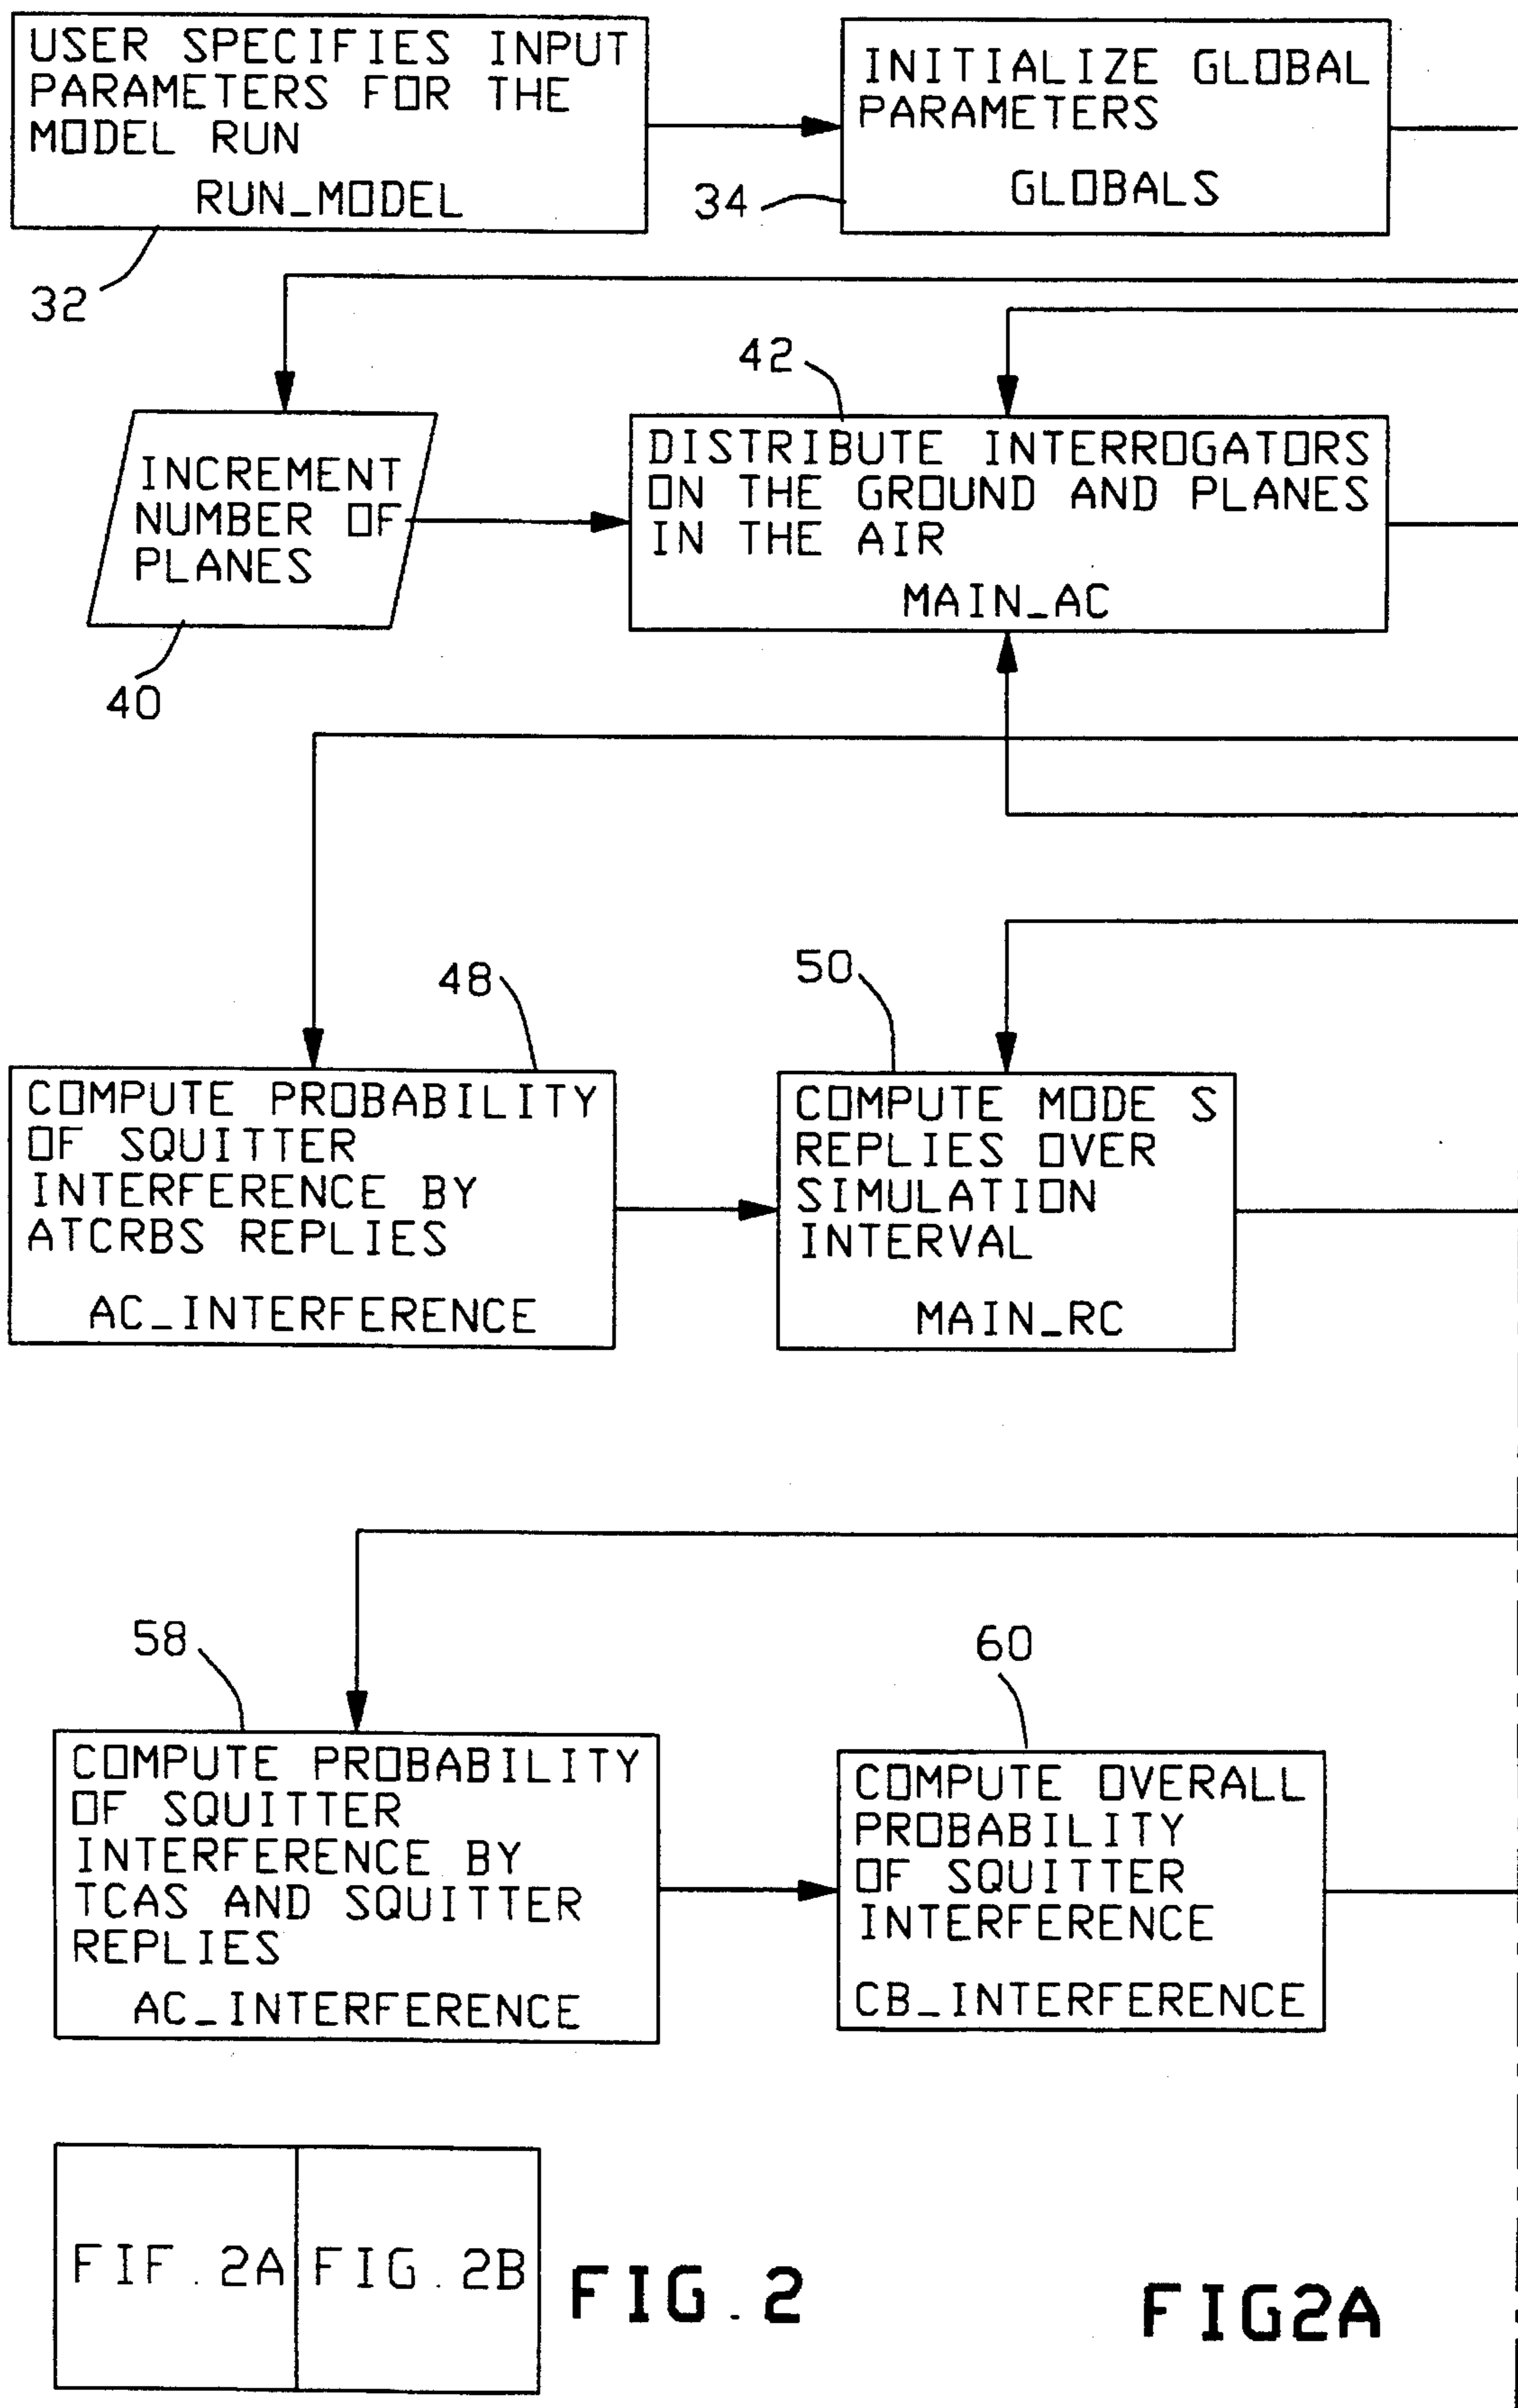 USER SPECIFIES INPUT
PARAMETERS FOR THE
MODEL RUN
RUN_MODEL
32
INITIALIZE GLOBAL
PARAMETERS
GLOBALS
34
INCREMENT
NUMBER OF
PLANES
40
42
DISTRIBUTE INTERROGATORS
ON THE GROUND AND PLANES
IN THE AIR
MAIN_AC
48
COMPUTE PROBABILITY
OF SQUITTER
INTERFERENCE BY
ATCRBS REPLIES
AC_INTERFERENCE
50
COMPUTE MODE S
REPLIES OVER
SIMULATION
INTERVAL
MAIN_RC
58
COMPUTE PROBABILITY
OF SQUITTER
INTERFERENCE BY
TCAS AND SQUITTER
REPLIES
AC_INTERFERENCE
60
COMPUTE OVERALL
PROBABILITY
OF SQUITTER
INTERFERENCE
CB_INTERFERENCE
FIF. 2A
FIG. 2B
FIG. 2
FIG2A